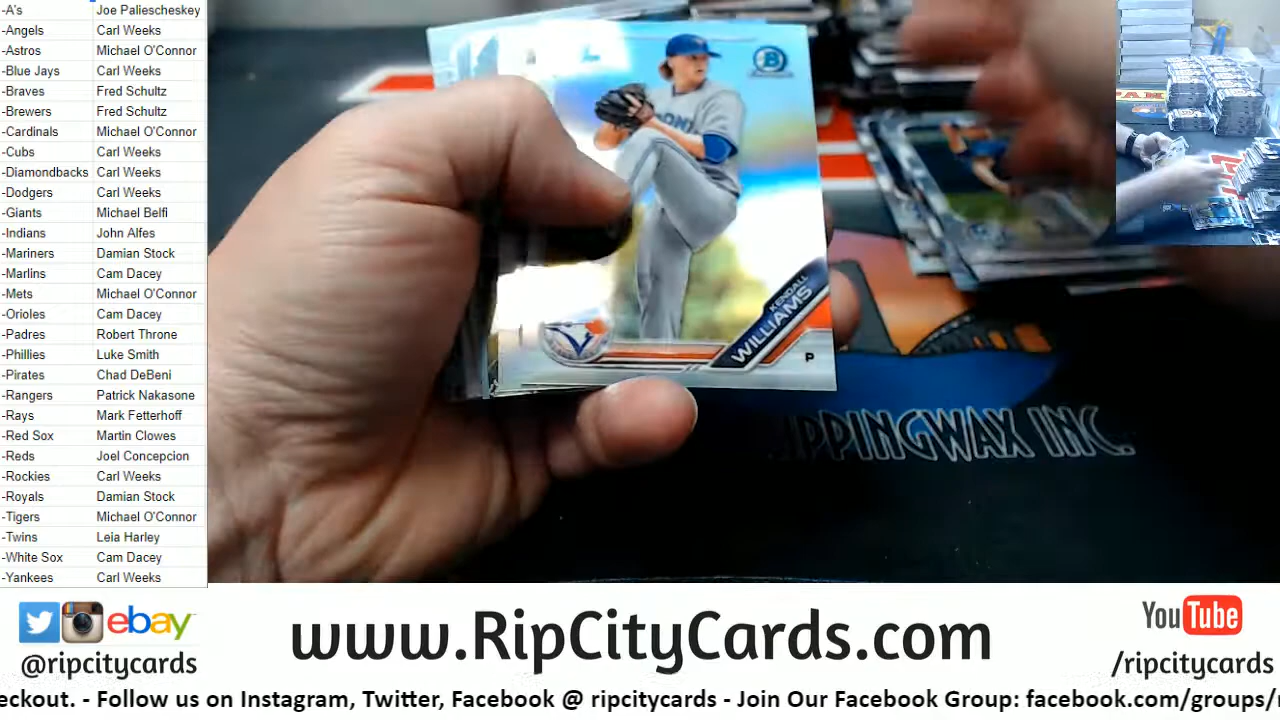 -A's Joe Paliescheskey
-Angels Carl Weeks
-Astros Michael O'Connor
-Blue Jays Carl Weeks
-Braves Fred Schultz
-Brewers Fred Schultz
-Cardinals Michael O'Connor
-Cubs Carl Weeks
-Diamondbacks Carl Weeks
-Dodgers Carl Weeks
-Giants Michael Belfi
-Indians John Alfes
-Mariners Damian Stock
-Marlins Cam Dacey
-Mets Michael O'Connor
-Orioles Cam Dacey
-Padres Robert Throne
-Phillies Luke Smith
-Pirates Chad DeBeni
-Rangers Patrick Nakasone
-Rays Mark Fetterhoff
-Red Sox Martin Clowes
-Reds Joel Concepcion
-Rockies Carl Weeks
-Royals Damian Stock
-Tigers Michael O'Connor
-Twins Leia Harley
-White Sox Cam Dacey
-Yankees Carl Weeks
B
KENDALL
WILLIAMS
P
IPPINGWAX INC.
ebay
@ripcitycards
www.RipCityCards.com
YouTube
/ripcitycards
eckout. - Follow us on Instagram, Twitter, Facebook @ ripcitycards - Join Our Facebook Group: facebook.com/groups/r